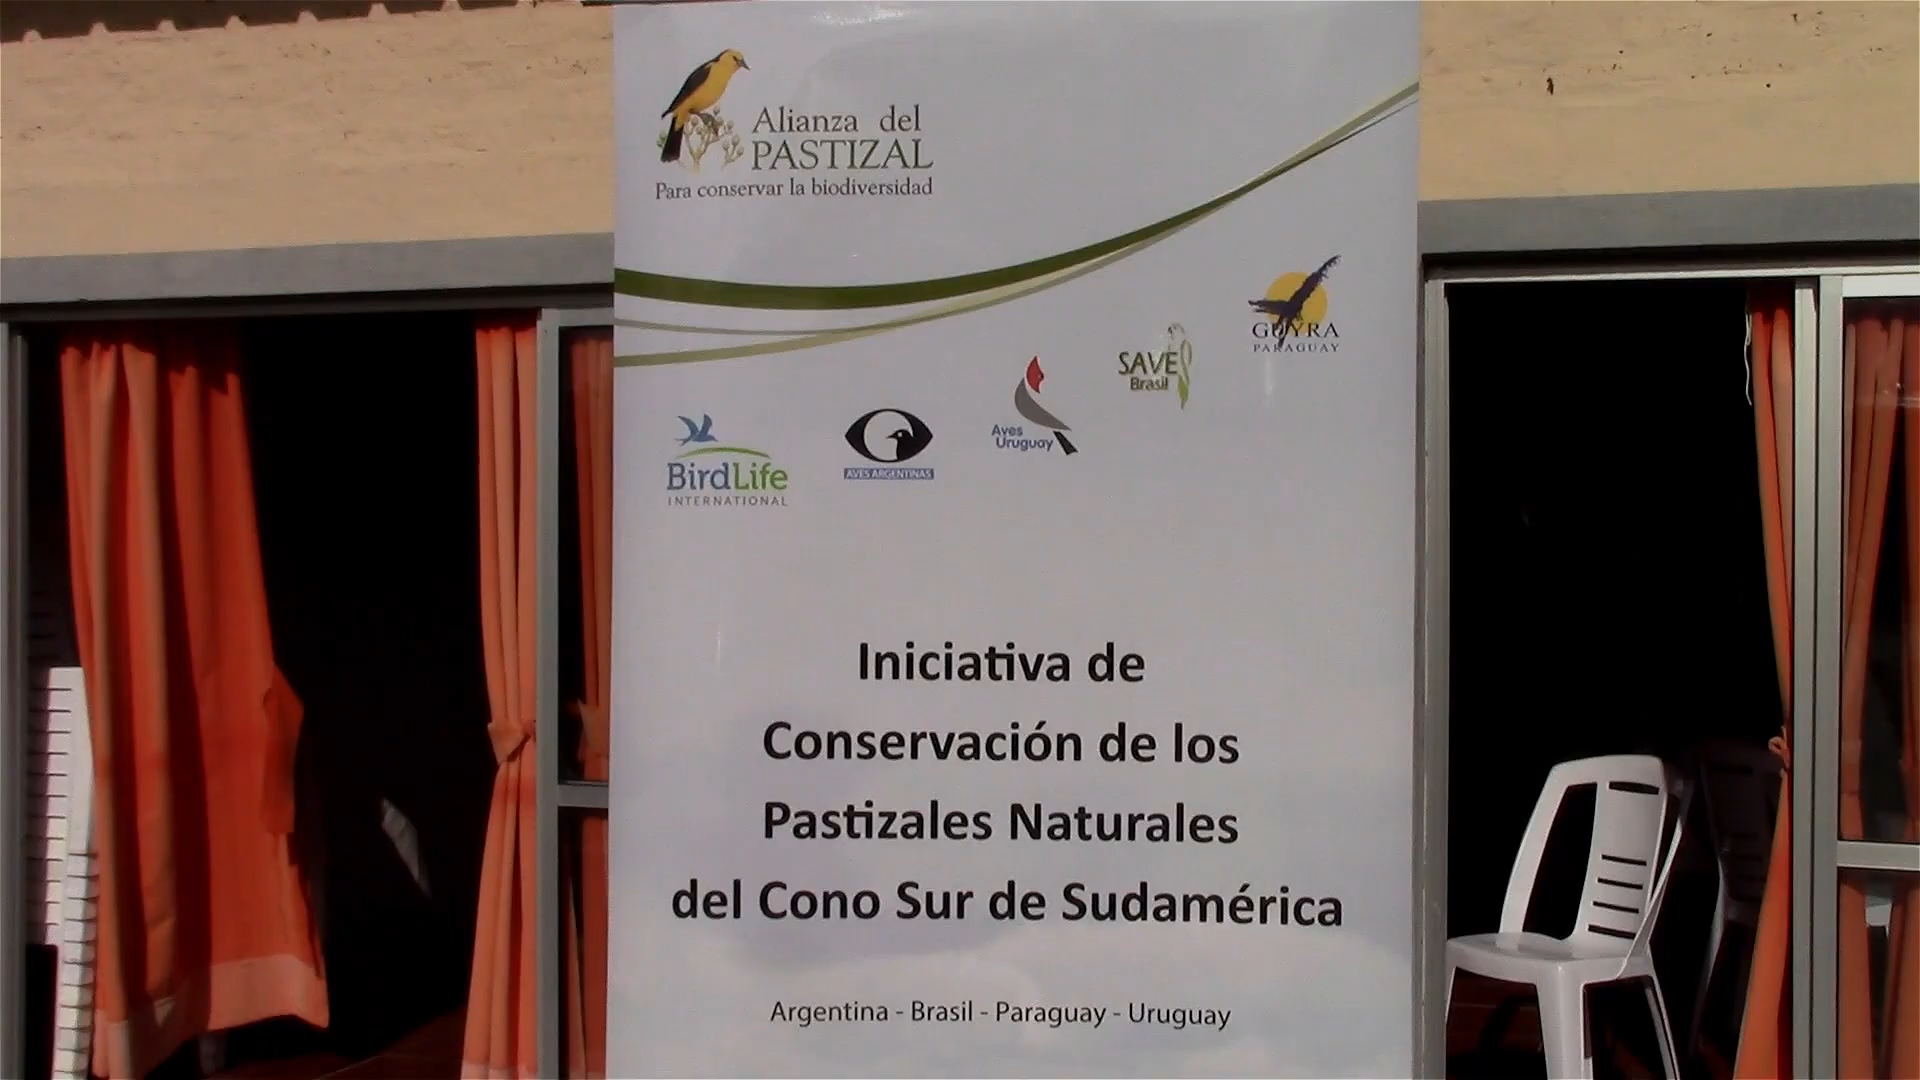 Alianza del
PASTIZAL
Para conservar la biodiversidad
GUYRA
PARAGUAY
SAVE
Brasil
Aves
Uruguay
AVES ARGENTINAS
BirdLife
INTERNATIONAL
Iniciativa de
Conservación de los
Pastizales Naturales
del Cono Sur de Sudamérica
Argentina - Brasil - Paraguay - Uruguay